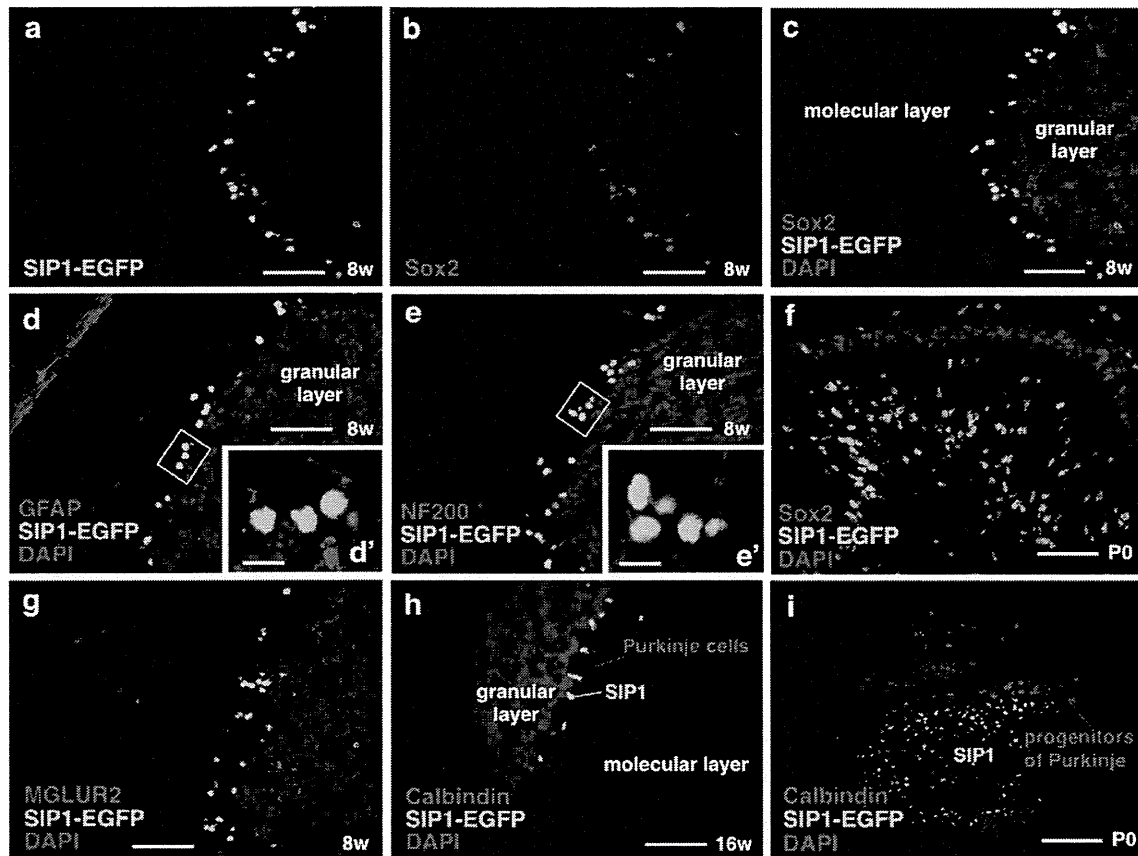 a
SIP1-EGFP
8w
b
Sox2
8w
c
molecular layer
granular
layer
Sox2
SIP1-EGFP
DAPI
8w
d
granular
layer
8w
GFAP
SIP1-EGFP
DAPI
d'
e
granular
layer
8w
NF200
SIP1-EGFP
DAPI
e'
f
Sox2
SIP1-EGFP
DAPI
P0
g
MGLUR2
SIP1-EGFP
DAPI
8w
h
Purkinje cells
granular
layer
SIP1
molecular layer
Calbindin
SIP1-EGFP
DAPI
16w
i
SIP1
progenitors
of Purkinje
Calbindin
SIP1-EGFP
DAPI
P0